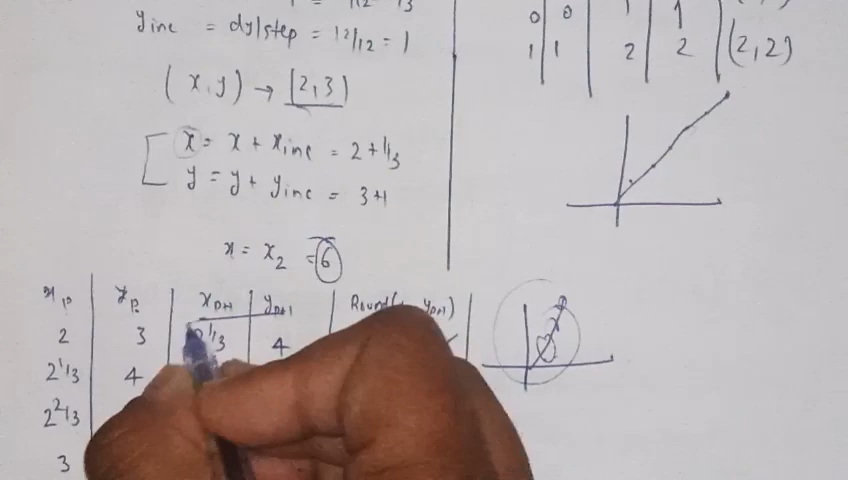 yinc = dy/step = 12/12 = 1
(x, y) → (2, 3)
x = x + xinc = 2 + 1/3
y = y + yinc = 3+1
x = x2 = 6
xp yp xp+1 yp+1 Round(
yp+1)
2 3 1/3 4
2 1/3 4
2 2/3
3
0 0 1 1
1 1 2 2 (2,2)